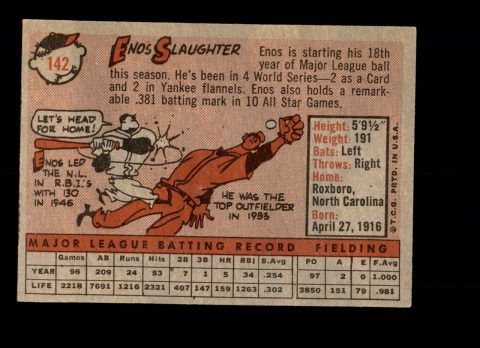 142
ENOS SLAUGHTER
Enos is starting his 18th
year of Major League ball
this season. He's been in 4 World Series—2 as a Card
and 2 in Yankee flannels. Enos also holds a remark-
able .381 batting mark in 10 All Star Games.
LET'S HEAD
FOR HOME!
ENOS LED
THE N.L.
IN R.B.I.'S
WITH 130
IN 1946
HE WAS THE
TOP OUTFIELDER
IN 1953
Height: 5'9½"
Weight: 191
Bats: Left
Throws: Right
Home:
Roxboro,
North Carolina
Born:
April 27, 1916
© T.C.G. PRTD. IN U.S.A.
MAJOR LEAGUE BATTING RECORD FIELDING
Games At Bat Runs Hits 2B 3B HR RBI B.Avg PO A E F.Avg
YEAR 96 209 24 53 7 1 5 34 .254 97 2 0 1.000
LIFE 2218 7691 1216 2321 407 147 159 1263 .302 3850 151 79 .981